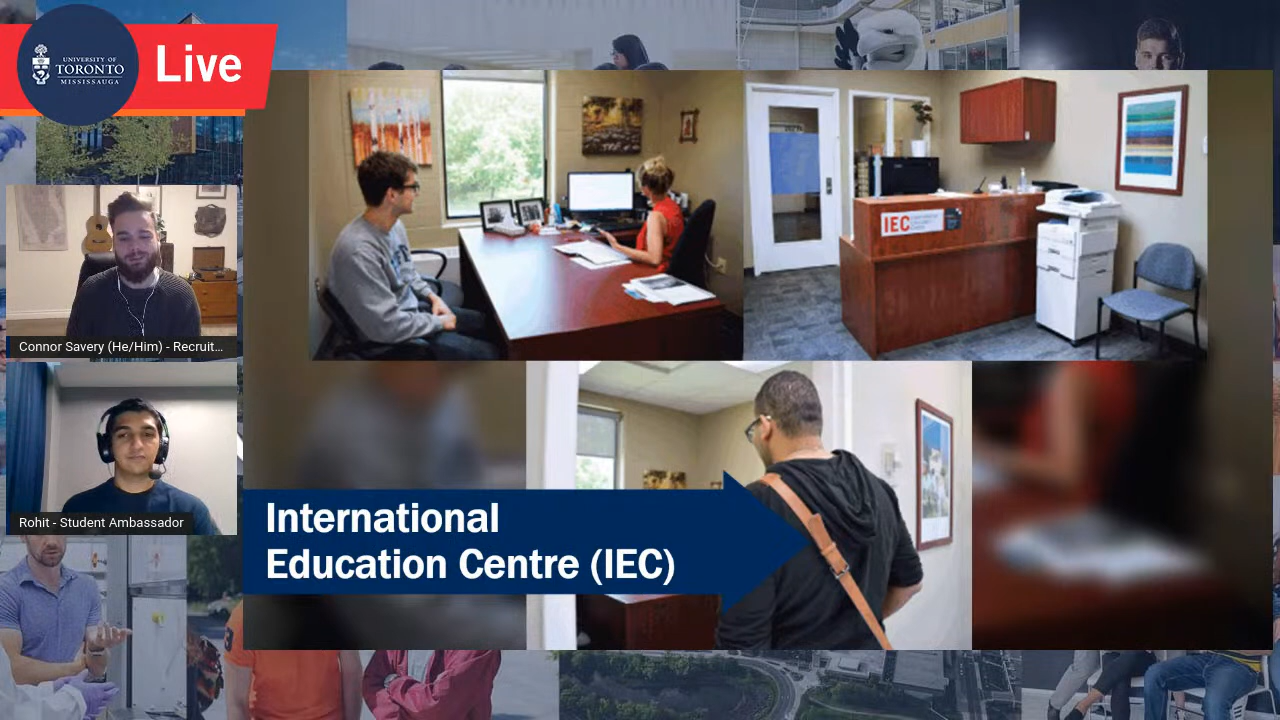 UNIVERSITY OF
TORONTO
MISSISSAUGA
Live
Connor Savery (He/Him) - Recruit...
Rohit - Student Ambassador
IEC
International
Education Centre (IEC)